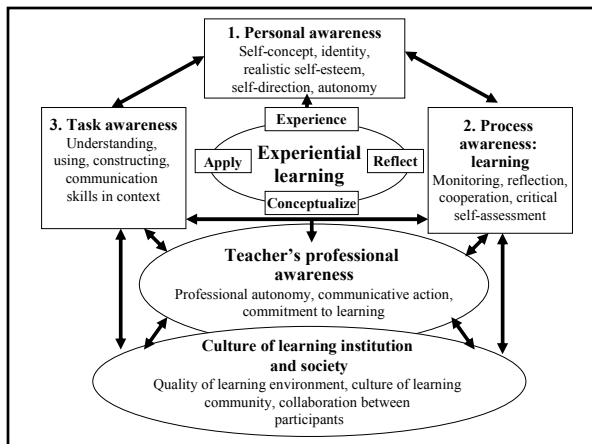 1. Personal awareness
Self-concept, identity,
realistic self-esteem,
self-direction, autonomy
3. Task awareness
Understanding,
using, constructing,
communication
skills in context
Experience
Apply
Experiential
learning
Reflect
Conceptualize
2. Process
awareness:
learning
Monitoring, reflection,
cooperation, critical
self-assessment
Teacher’s professional
awareness
Professional autonomy, communicative action,
commitment to learning
Culture of learning institution
and society
Quality of learning environment, culture of learning
community, collaboration between
participants